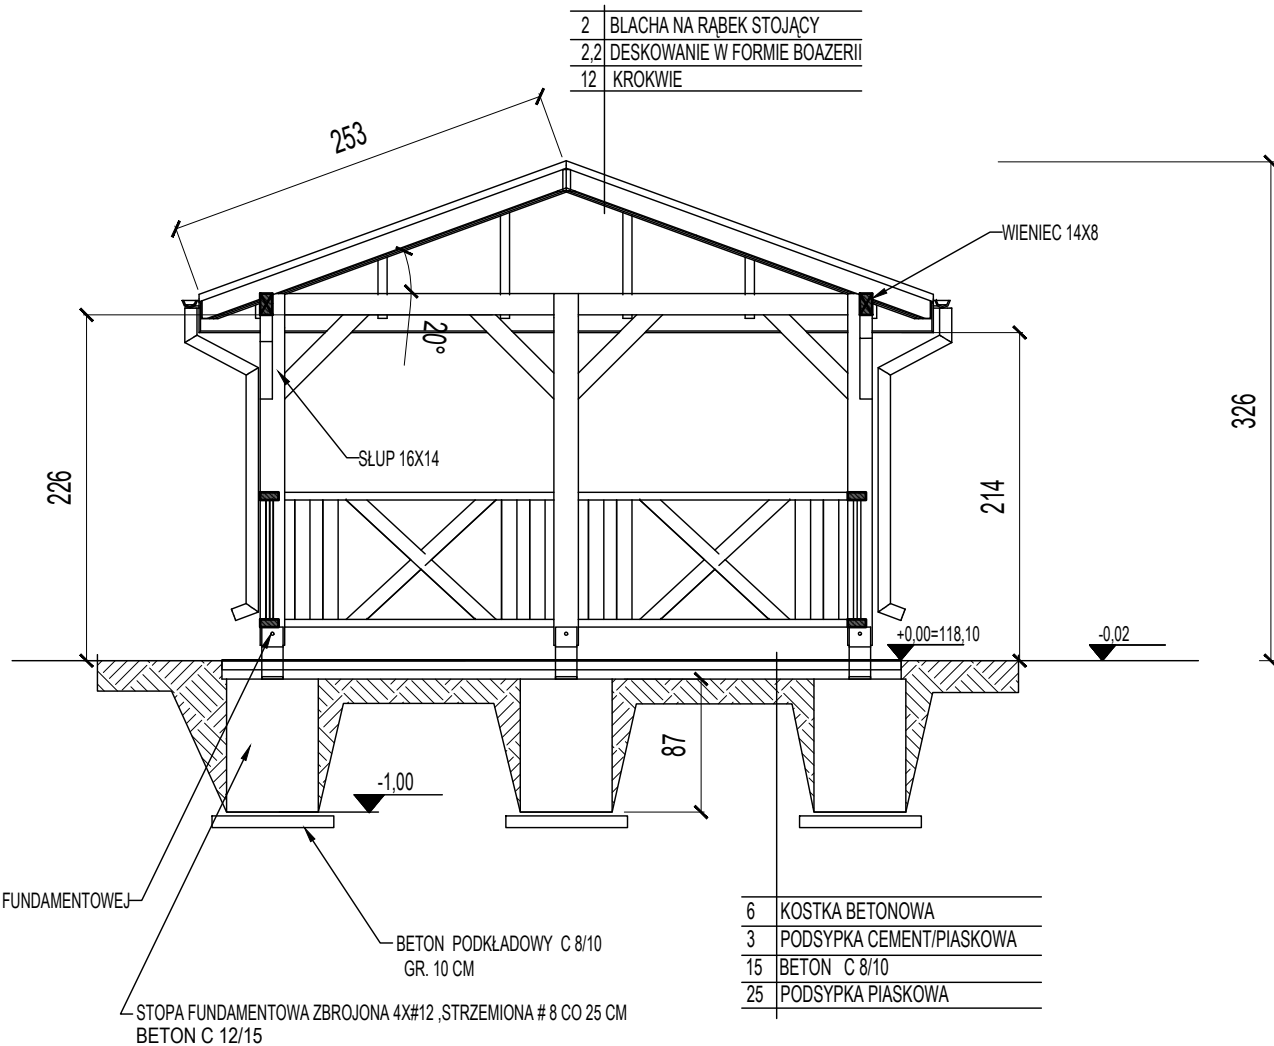 2 BLACHA NA RĄBEK STOJĄCY
2,2 DESKOWANIE W FORMIE BOAZERII
12 KROKWIE
253
WIENIEC 14X8
20°
326
SŁUP 16X14
226
214
+0,00=118,10
-0,02
87
-1,00
FUNDAMENTOWEJ
6 KOSTKA BETONOWA
3 PODSYPKA CEMENT/PIASKOWA
15 BETON C 8/10
25 PODSYPKA PIASKOWA
BETON PODKŁADOWY C 8/10
GR. 10 CM
STOPA FUNDAMENTOWA ZBROJONA 4X#12 ,STRZEMIONA # 8 CO 25 CM
BETON C 12/15